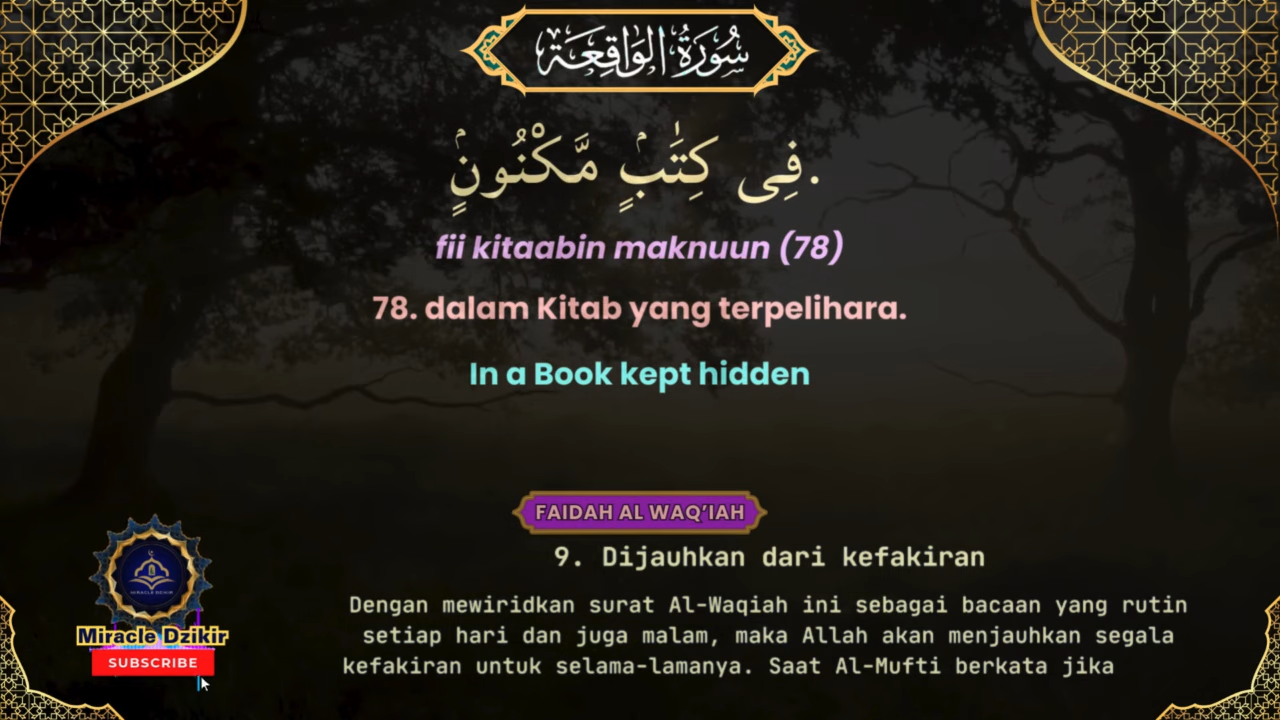 سُورَةُ الوَاقِعَة
فِى كِتَٰبٍۢ مَّكْنُونٍۢ.
fii kitaabin maknuun (78)
78. dalam Kitab yang terpelihara.
In a Book kept hidden
FAIDAH AL WAQ'IAH
9. Dijauhkan dari kefakiran
Dengan mewiridkan surat Al-Waqiah ini sebagai bacaan yang rutin
setiap hari dan juga malam, maka Allah akan menjauhkan segala
kefakiran untuk selama-lamanya. Saat Al-Mufti berkata jika
MIRACLE DZIKIR
Miracle Dzikir
SUBSCRIBE